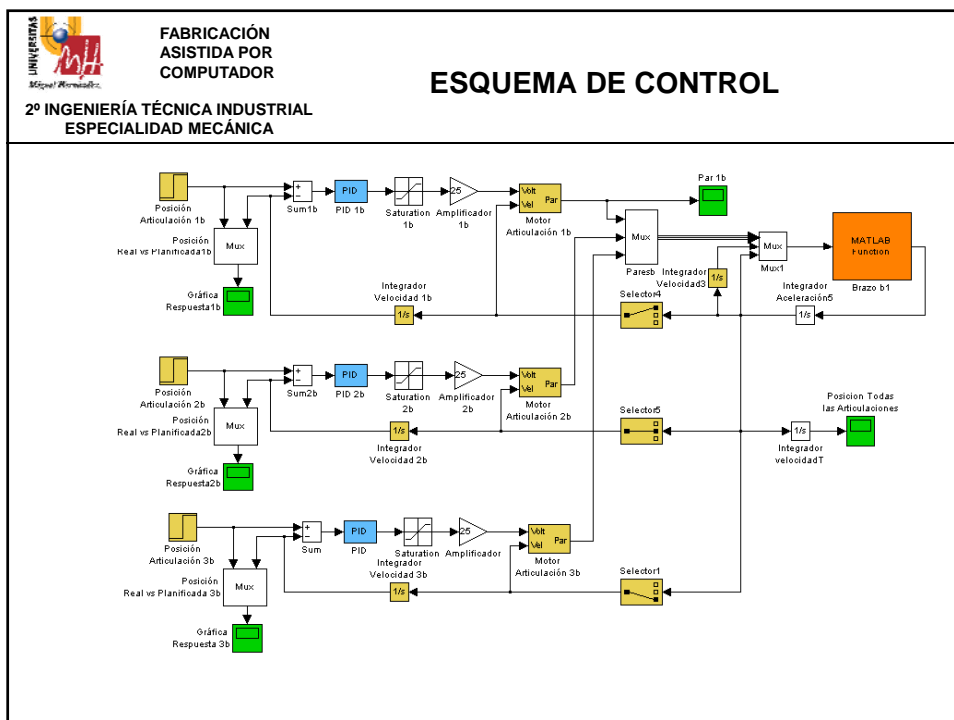 UNIVERSITAS
Miguel Hernández
FABRICACIÓN
ASISTIDA POR
COMPUTADOR
2º INGENIERÍA TÉCNICA INDUSTRIAL
ESPECIALIDAD MECÁNICA
ESQUEMA DE CONTROL
Posición
Articulación 1b
+
−
Sum1b
PID
PID 1b
Saturation
1b
25
Amplificador
1b
Volt
Vel
Par
Motor
Articulación 1b
Par 1b
Mux
Paresb
Mux
Mux1
MATLAB
Function
Brazo b1
Posición
Real vs Planificada1b
Mux
Gráfica
Respuesta1b
Integrador
Velocidad 1b
1/s
Selector4
Integrador
Velocidad3
1/s
Integrador
Aceleración5
1/s
Posición
Articulación 2b
+
−
Sum2b
PID
PID 2b
Saturation
2b
25
Amplificador
2b
Volt
Vel
Par
Motor
Articulación 2b
Posición
Real vs Planificada2b
Mux
Gráfica
Respuesta2b
1/s
Integrador
Velocidad 2b
Selector5
1/s
Integrador
velocidadT
Posicion Todas
las Articulaciones
Posición
Articulación 3b
+
−
Sum
PID
PID
Saturation
25
Amplificador
Volt
Vel
Par
Motor
Articulación 3b
Integrador
Velocidad 3b
1/s
Selector1
Posición
Real vs Planificada 3b
Mux
Gráfica
Respuesta 3b